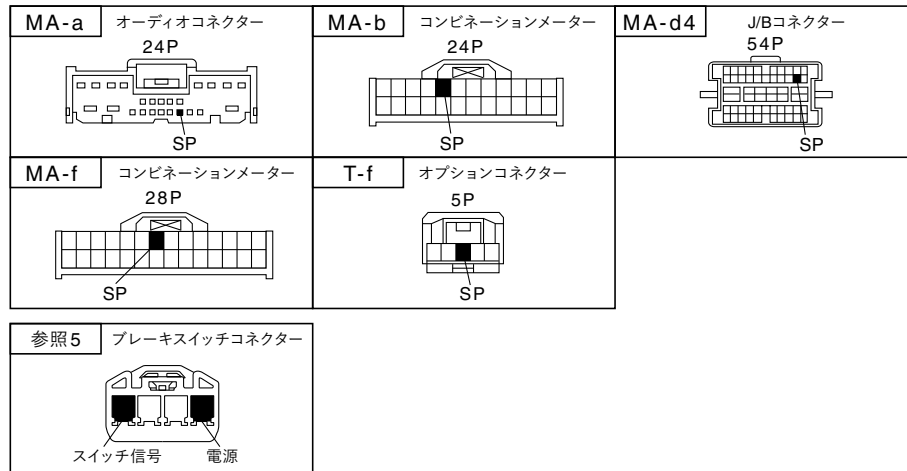 MA-a オーディオコネクター
24P
SP
MA-b コンビネーションメーター
24P
SP
MA-d4 J/Bコネクター
54P
SP
MA-f コンビネーションメーター
28P
SP
T-f オプションコネクター
5P
SP
参照5 ブレーキスイッチコネクター
スイッチ信号 電源